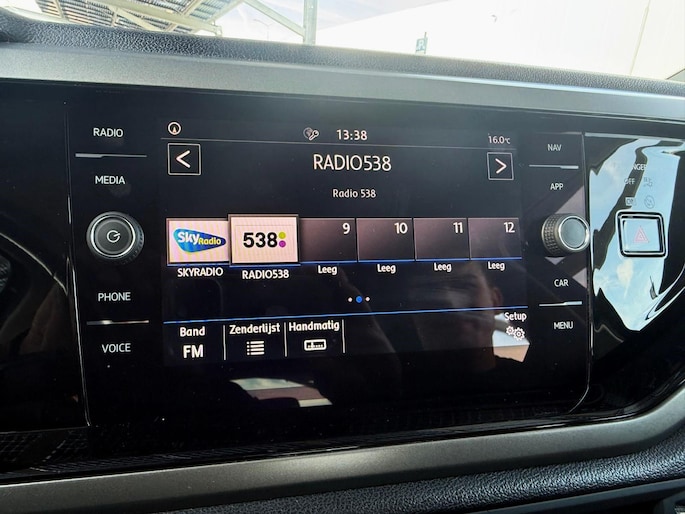 RADIO
MEDIA
PHONE
VOICE
13:38
16.0°C
RADIO538
Radio 538
Sky Radio
538
9
10
11
12
SKYRADIO
RADIO538
Leeg
Leeg
Leeg
Leeg
Band
FM
Zenderlijst
Handmatig
Setup
NAV
APP
CAR
MENU
OFF